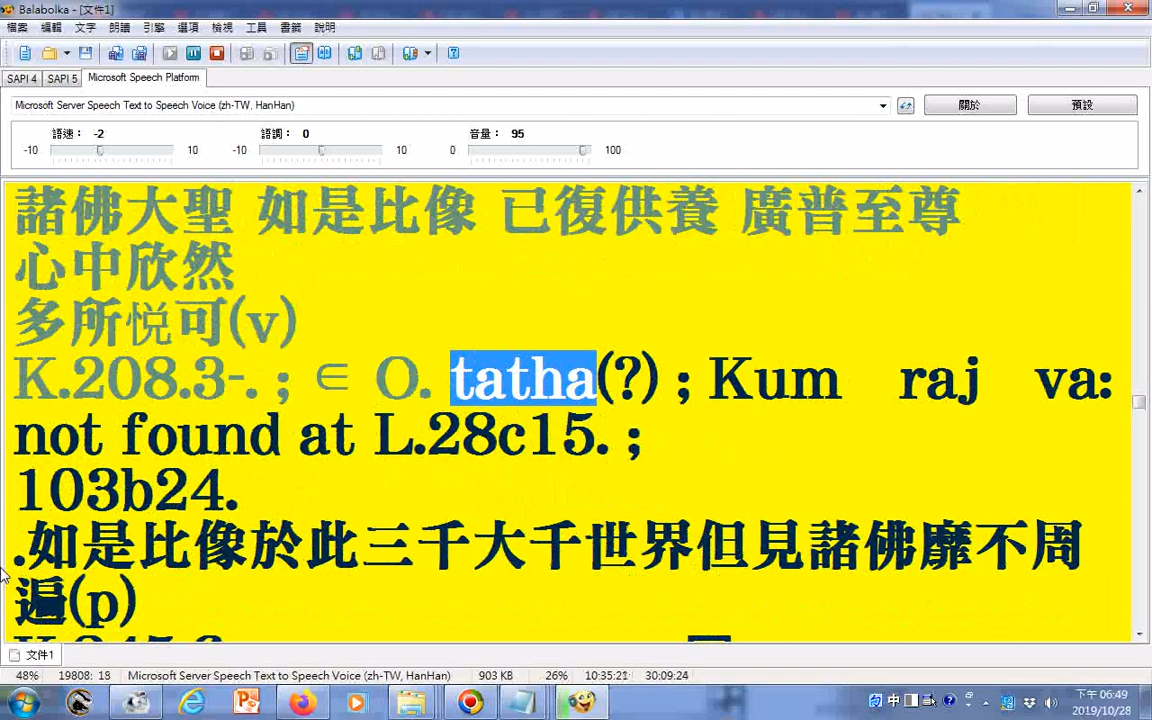 Balabolka - [文件1]
檔案 編輯 文字 朗讀 引擎 選項 檢視 工具 書籤 說明
SAPI 4 SAPI 5 Microsoft Speech Platform
Microsoft Server Speech Text to Speech Voice (zh-TW, HanHan) 關於 預設
語速： -2 語調： 0 音量： 95
-10 10 -10 10 0 100
諸佛大聖 如是比像 已復供養 廣普至尊
心中欣然
多所悦可(v)
K.208.3-. ; ∈ O. tatha(?) ; Kum raj va:
not found at L.28c15. ;
103b24.
.如是比像於此三千大千世界但見諸佛靡不周
遍(p)
文件1
48% 19808: 18 Microsoft Server Speech Text to Speech Voice (zh-TW, HanHan) 903 KB 26% 10:35:21 30:09:24
中 下午 06:49
2019/10/28